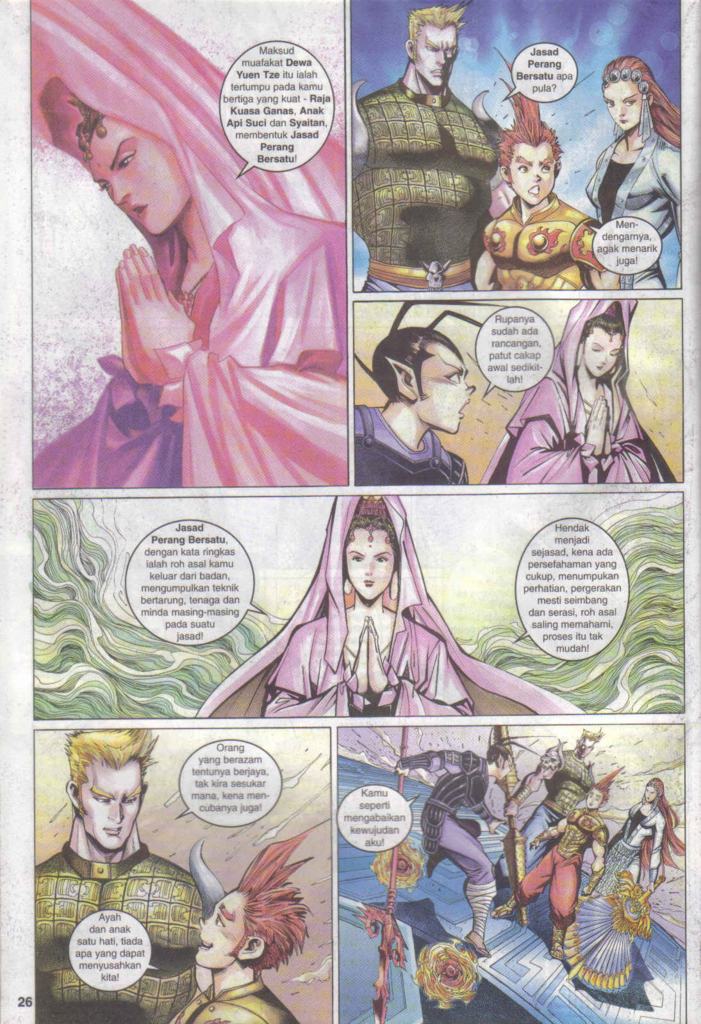 Maksud
muafakat Dewa
Yuen Tze itu ialah
tertumpu pada kamu
bertiga yang kuat - Raja
Kuasa Ganas, Anak
Api Suci dan Syaitan,
membentuk Jasad
Perang
Bersatu!
Jasad
Perang
Bersatu apa
pula?
Men-
dengarnya,
agak menarik
juga!
Rupanya
sudah ada
rancangan,
patut cakap
awal sedikit-
lah!
Jasad
Perang Bersatu,
dengan kata ringkas
ialah roh asal kamu
keluar dari badan,
mengumpulkan teknik
bertarung, tenaga dan
minda masing-masing
pada suatu
jasad!
Hendak
menjadi
sejasad, kena ada
persefahaman yang
cukup, menumpukan
perhatian, pergerakan
mesti seimbang
dan serasi, roh asal
saling memahami,
proses itu tak
mudah!
Orang
yang berazam
tentunya berjaya,
tak kira sesukar
mana, kena men-
cubanya juga!
Ayah
dan anak
satu hati, tiada
apa yang dapat
menyusahkan
kita!
Kamu
seperti
mengabaikan
kewujudan
aku!
26